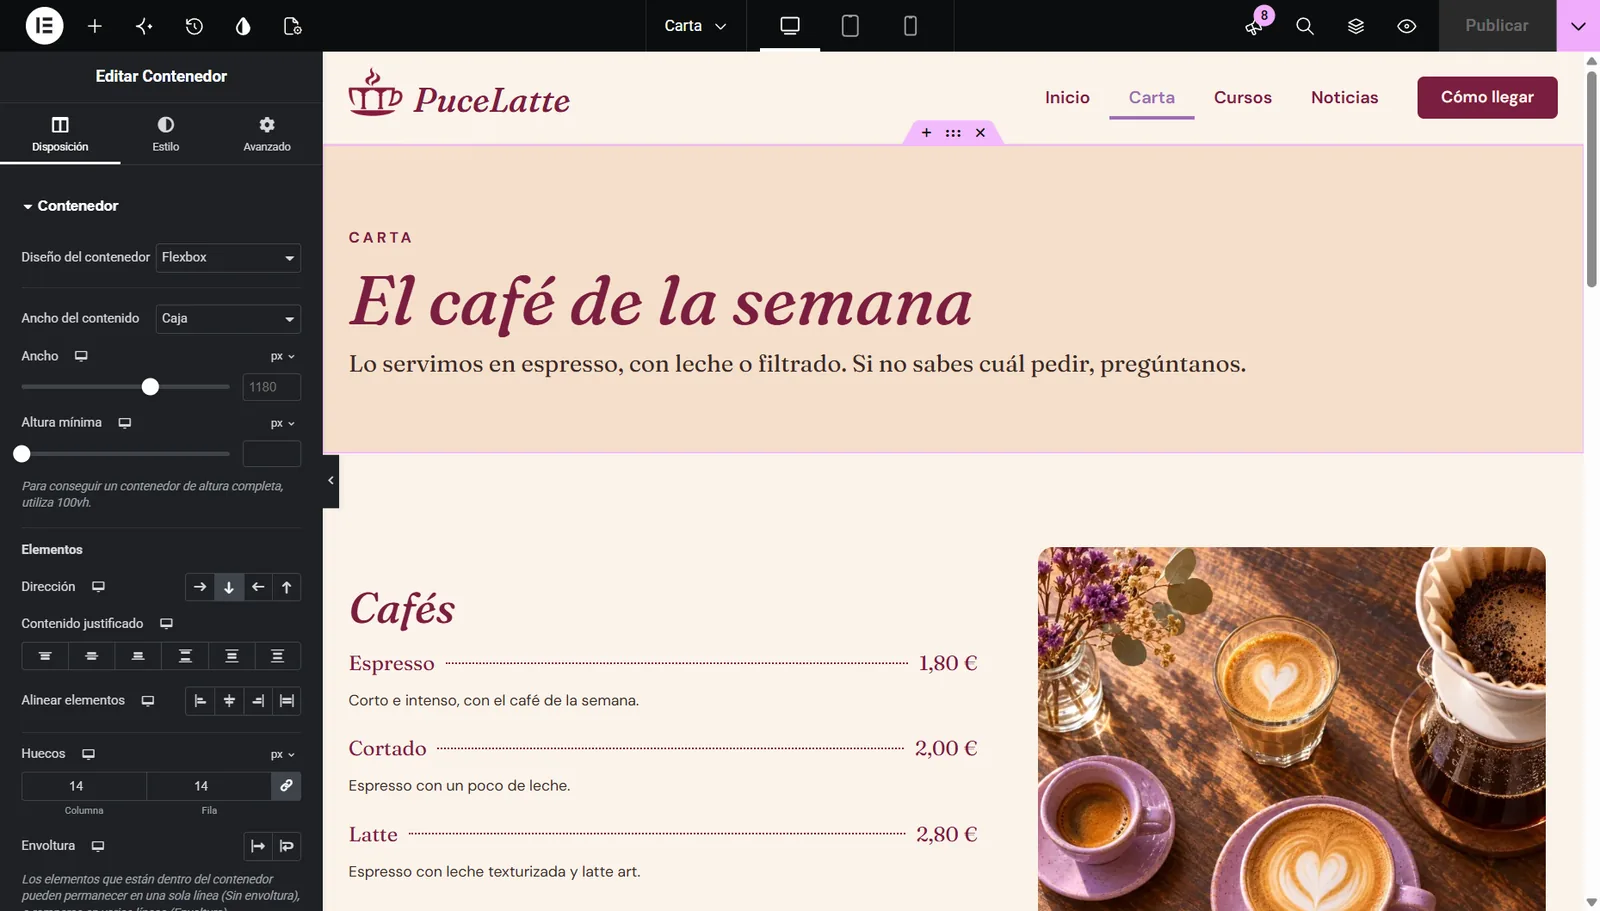 Carta
8
Publicar
Editar Contenedor
Disposición
Estilo
Avanzado
Contenedor
Diseño del contenedor
Flexbox
Ancho del contenido
Caja
Ancho
px
1180
Altura mínima
px
Para conseguir un contenedor de altura completa,
utiliza 100vh.
Elementos
Dirección
Contenido justificado
Alinear elementos
Huecos
px
14
14
Columna
Fila
Envoltura
Los elementos que están dentro del contenedor
pueden permanecer en una sola línea (Sin envoltura),
PuceLatte
Inicio
Carta
Cursos
Noticias
Cómo llegar
CARTA
El café de la semana
Lo servimos en espresso, con leche o filtrado. Si no sabes cuál pedir, pregúntanos.
Cafés
Espresso 1,80 €
Corto e intenso, con el café de la semana.
Cortado 2,00 €
Espresso con un poco de leche.
Latte 2,80 €
Espresso con leche texturizada y latte art.